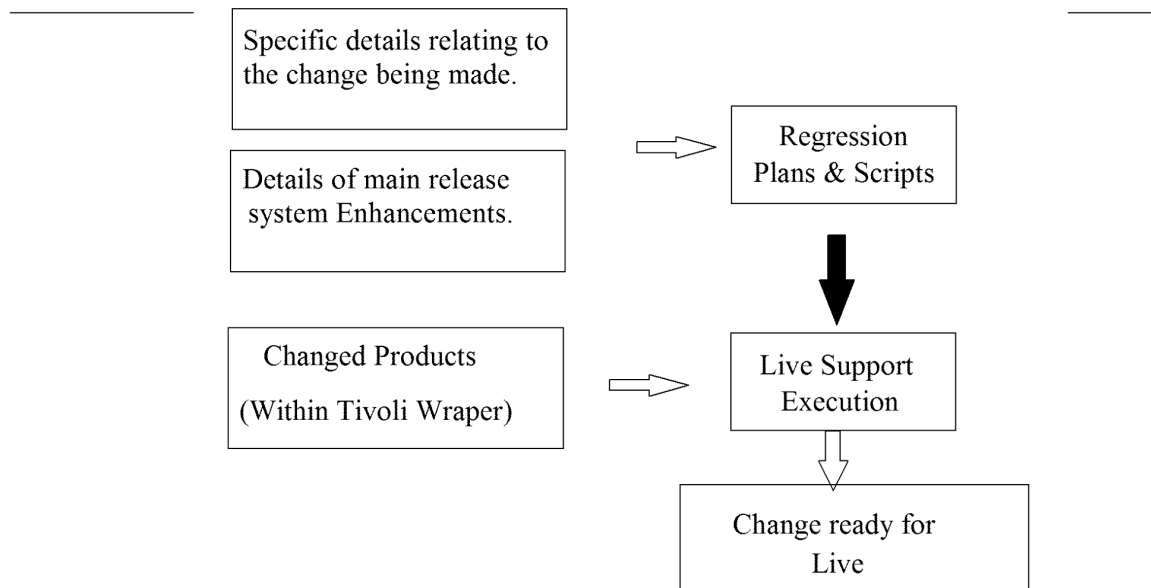 Specific details relating to
the change being made.
Details of main release
system Enhancements.
Regression
Plans & Scripts
Changed Products
(Within Tivoli Wraper)
Live Support
Execution
Change ready for
Live